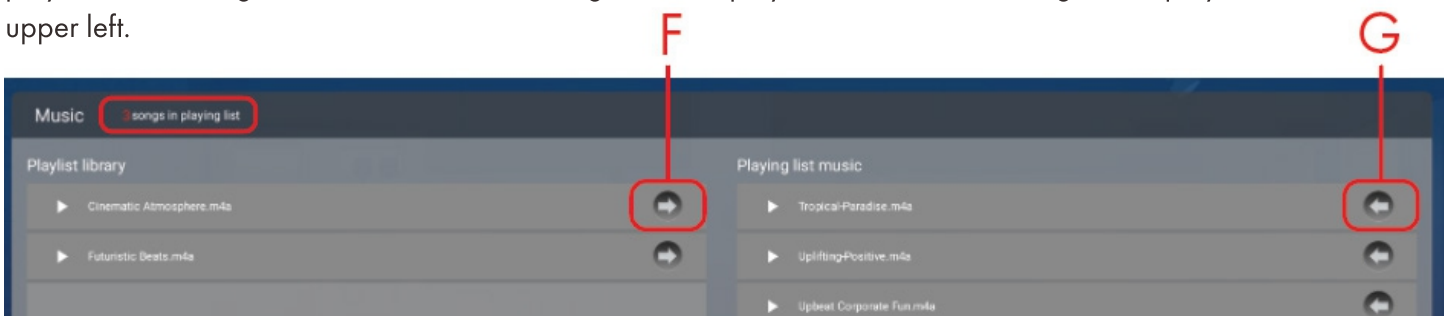 upper left.
F
G
Music 3 songs in playing list
Playlist library
Playing list music
Cinematic Atmosphere.m4a
Tropical-Paradise.m4a
Futuristic Beats.m4a
Uplifting-Positive.m4a
Upbeat Corporate Fun.m4a